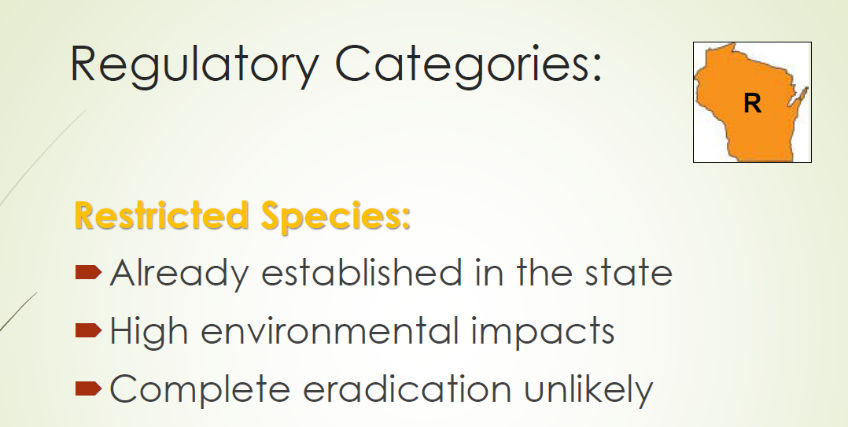 Regulatory Categories:
R
Restricted Species:
Already established in the state
High environmental impacts
Complete eradication unlikely